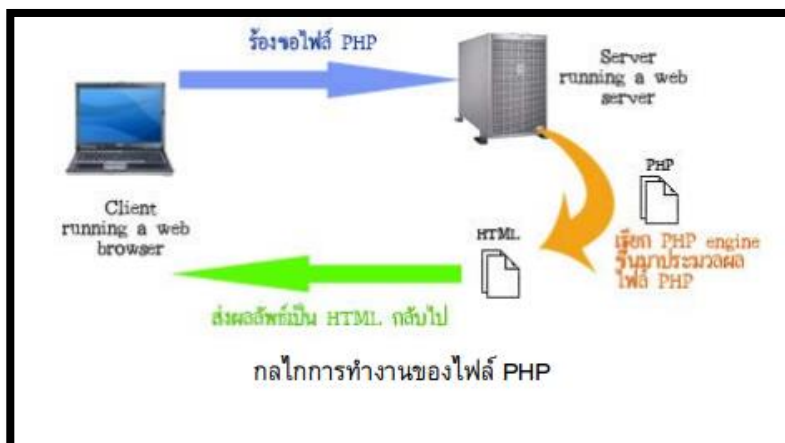 ร้องขอไฟล์ PHP
Server
running a web
server
Client
running a web
browser
PHP
HTML
เรียก PHP engine
ขึ้นมาประมวลผล
ไฟล์ PHP
ส่งผลลัพธ์เป็น HTML กลับไป
กลไกการทำงานของไฟล์ PHP